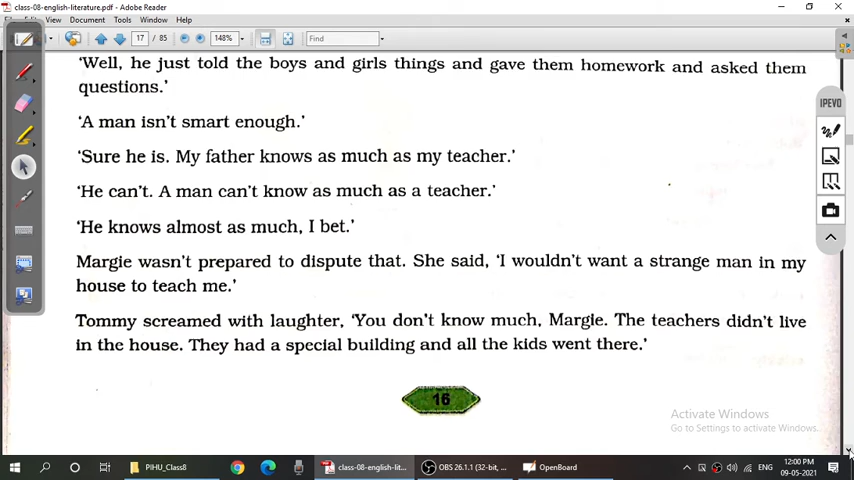 class-08-english-literature.pdf - Adobe Reader
File Edit View Document Tools Window Help
17 / 85 148% Find
‘Well, he just told the boys and girls things and gave them homework and asked them
questions.’
‘A man isn’t smart enough.’
‘Sure he is. My father knows as much as my teacher.’
‘He can’t. A man can’t know as much as a teacher.’
‘He knows almost as much, I bet.’
Margie wasn’t prepared to dispute that. She said, ‘I wouldn’t want a strange man in my
house to teach me.’
Tommy screamed with laughter, ‘You don’t know much, Margie. The teachers didn’t live
in the house. They had a special building and all the kids went there.’
16
IPEVO
Activate Windows
Go to Settings to activate Windows.
PIHU_Class8
class-08-english-lit...
OBS 26.1.1 (32-bit, ...
OpenBoard
ENG
12:00 PM
09-05-2021